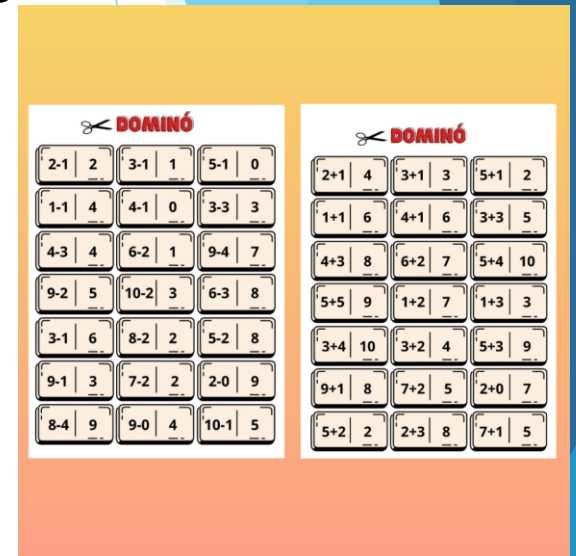 DOMINÓ
2-1 2 3-1 1 5-1 0
1-1 4 4-1 0 3-3 3
4-3 4 6-2 1 9-4 7
9-2 5 10-2 3 6-3 8
3-1 6 8-2 2 5-2 8
9-1 3 7-2 2 2-0 9
8-4 9 9-0 4 10-1 5
DOMINÓ
2+1 4 3+1 3 5+1 2
1+1 6 4+1 6 3+3 5
4+3 8 6+2 7 5+4 10
5+5 9 1+2 7 1+3 3
3+4 10 3+2 4 5+3 9
9+1 8 7+2 5 2+0 7
5+2 2 2+3 8 7+1 5